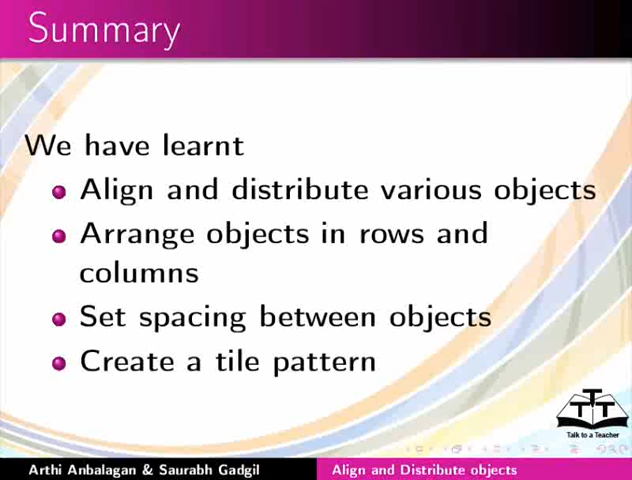 Summary
We have learnt
Align and distribute various objects
Arrange objects in rows and
columns
Set spacing between objects
Create a tile pattern
TTT
Talk to a Teacher
Arthi Anbalagan & Saurabh Gadgil
Align and Distribute objects